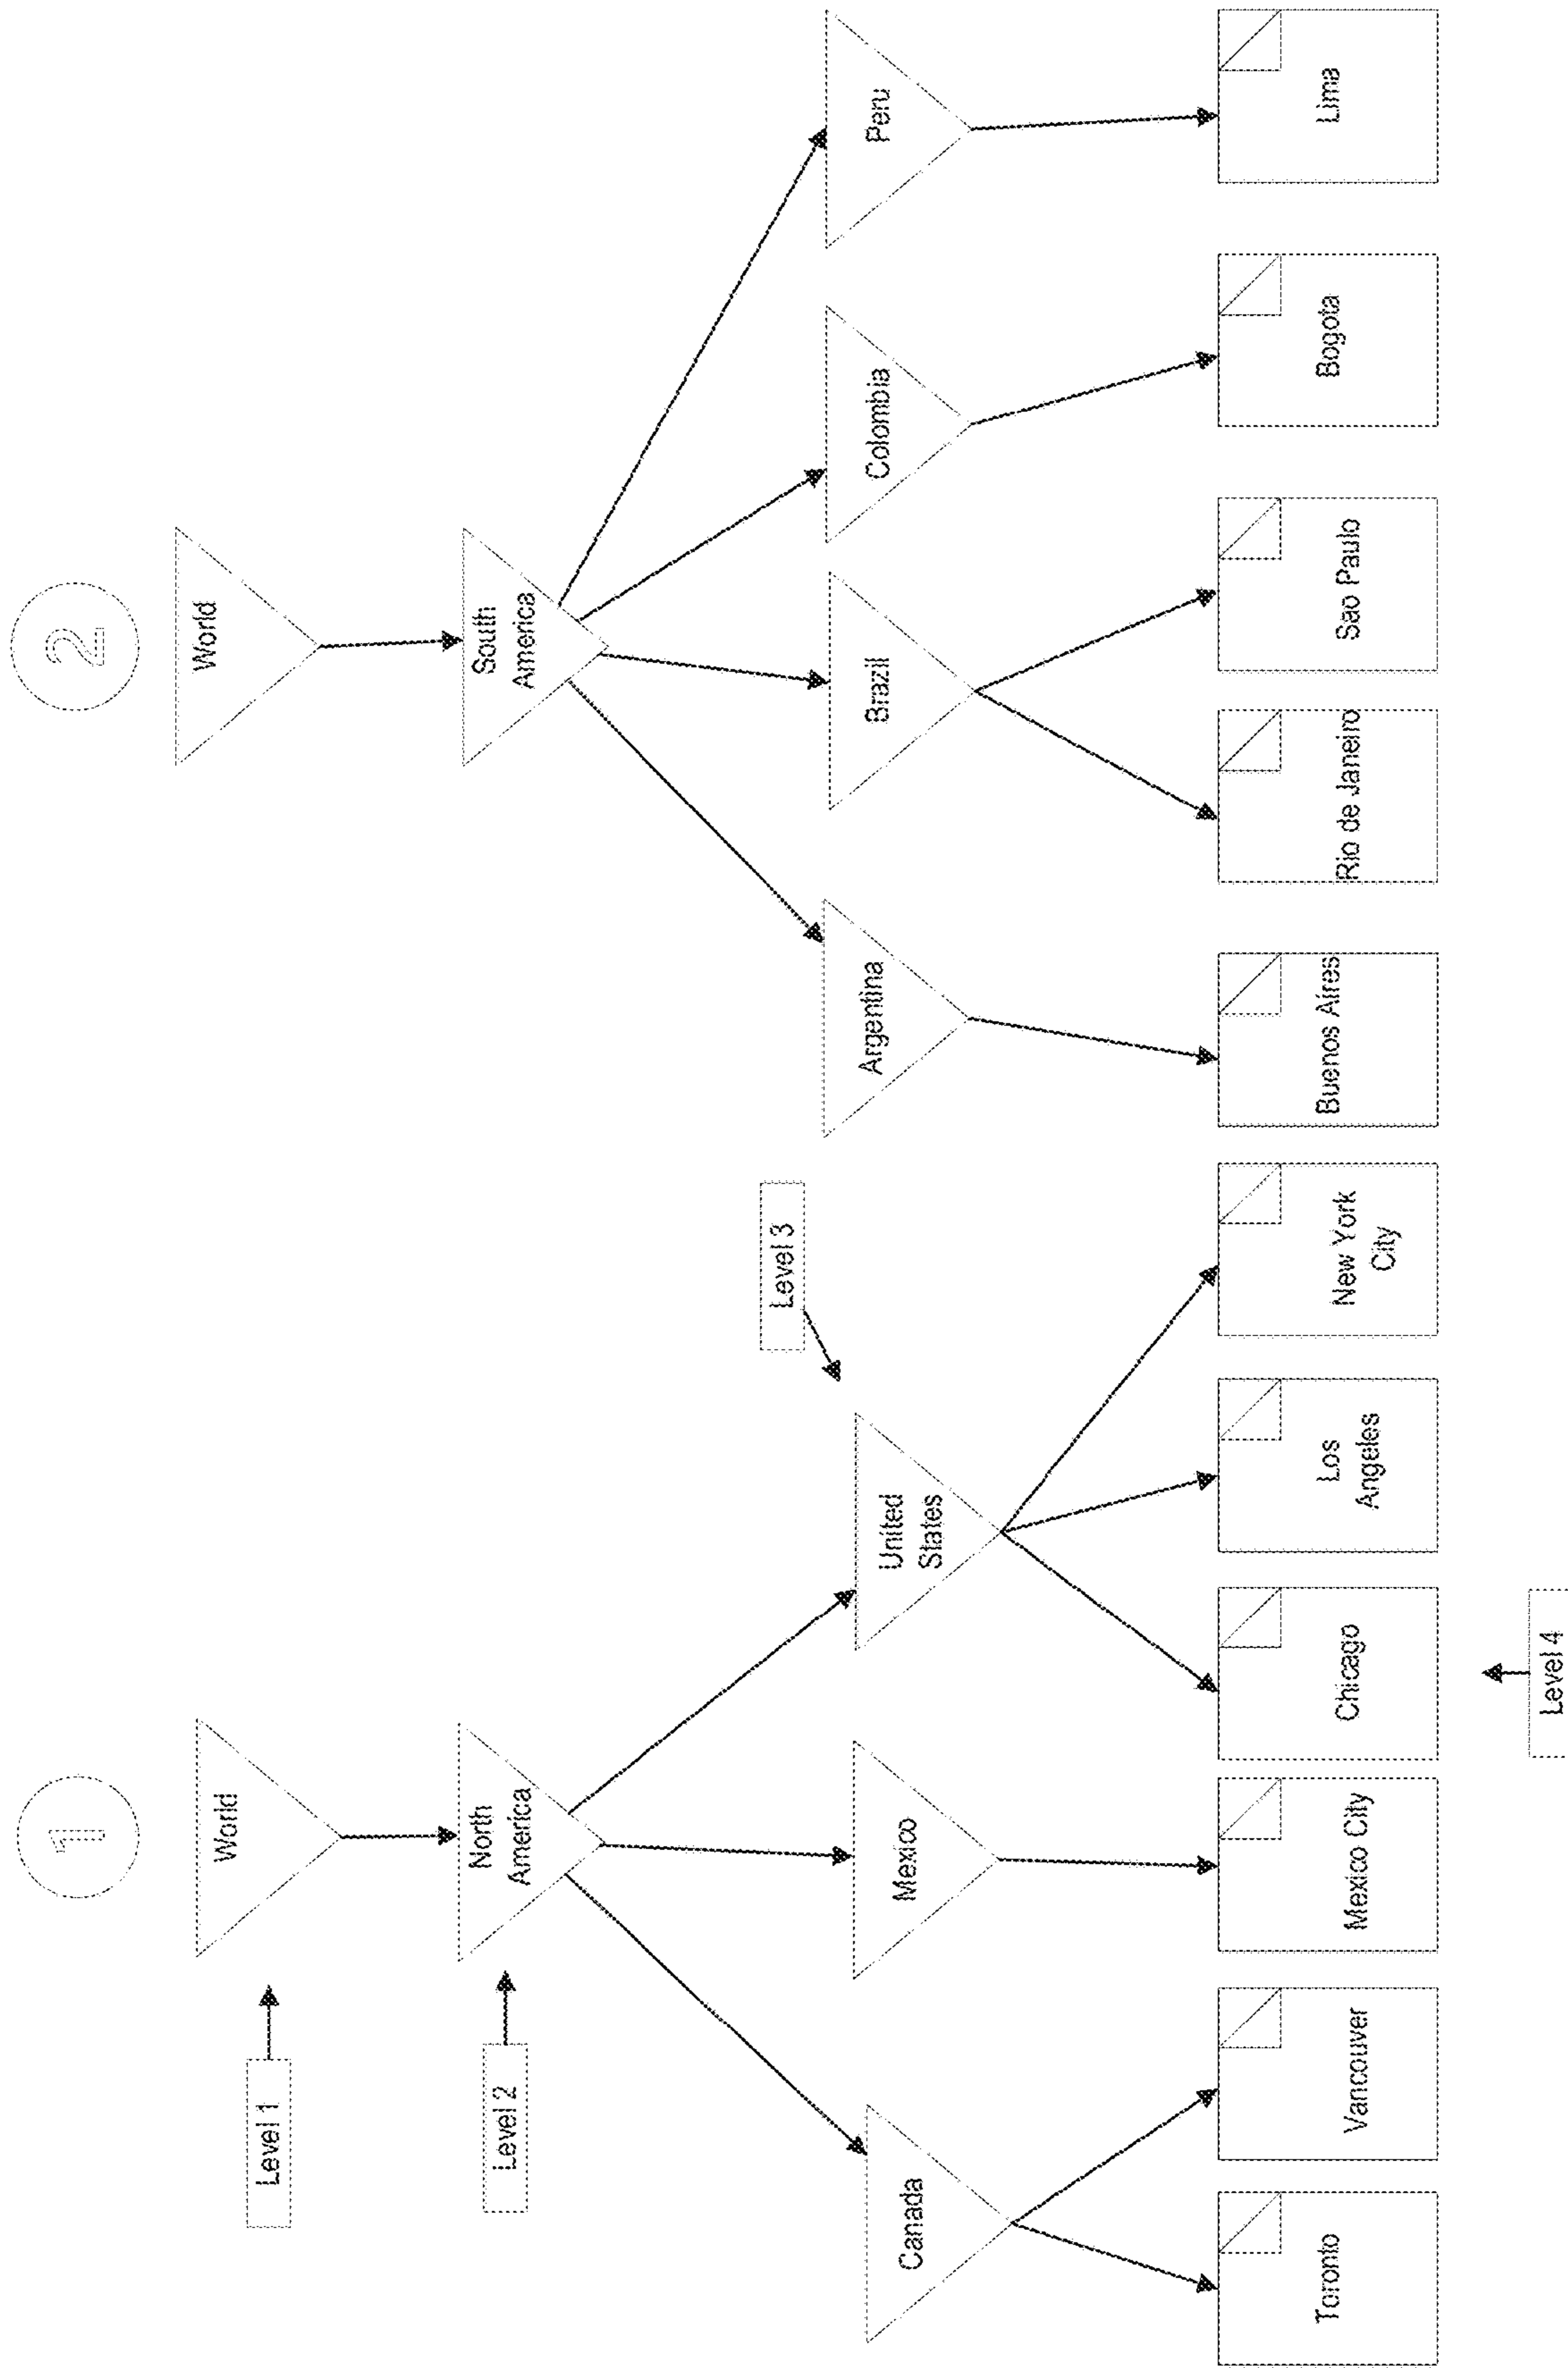 1
2
World
World
Level 1
North
America
South
America
Level 2
Level 3
Canada
Mexico
United
States
Argentina
Brazil
Colombia
Peru
Toronto
Vancouver
Mexico City
Chicago
Los
Angeles
New York
City
Buenos Aires
Rio de Janeiro
Sao Paulo
Bogota
Lima
Level 4